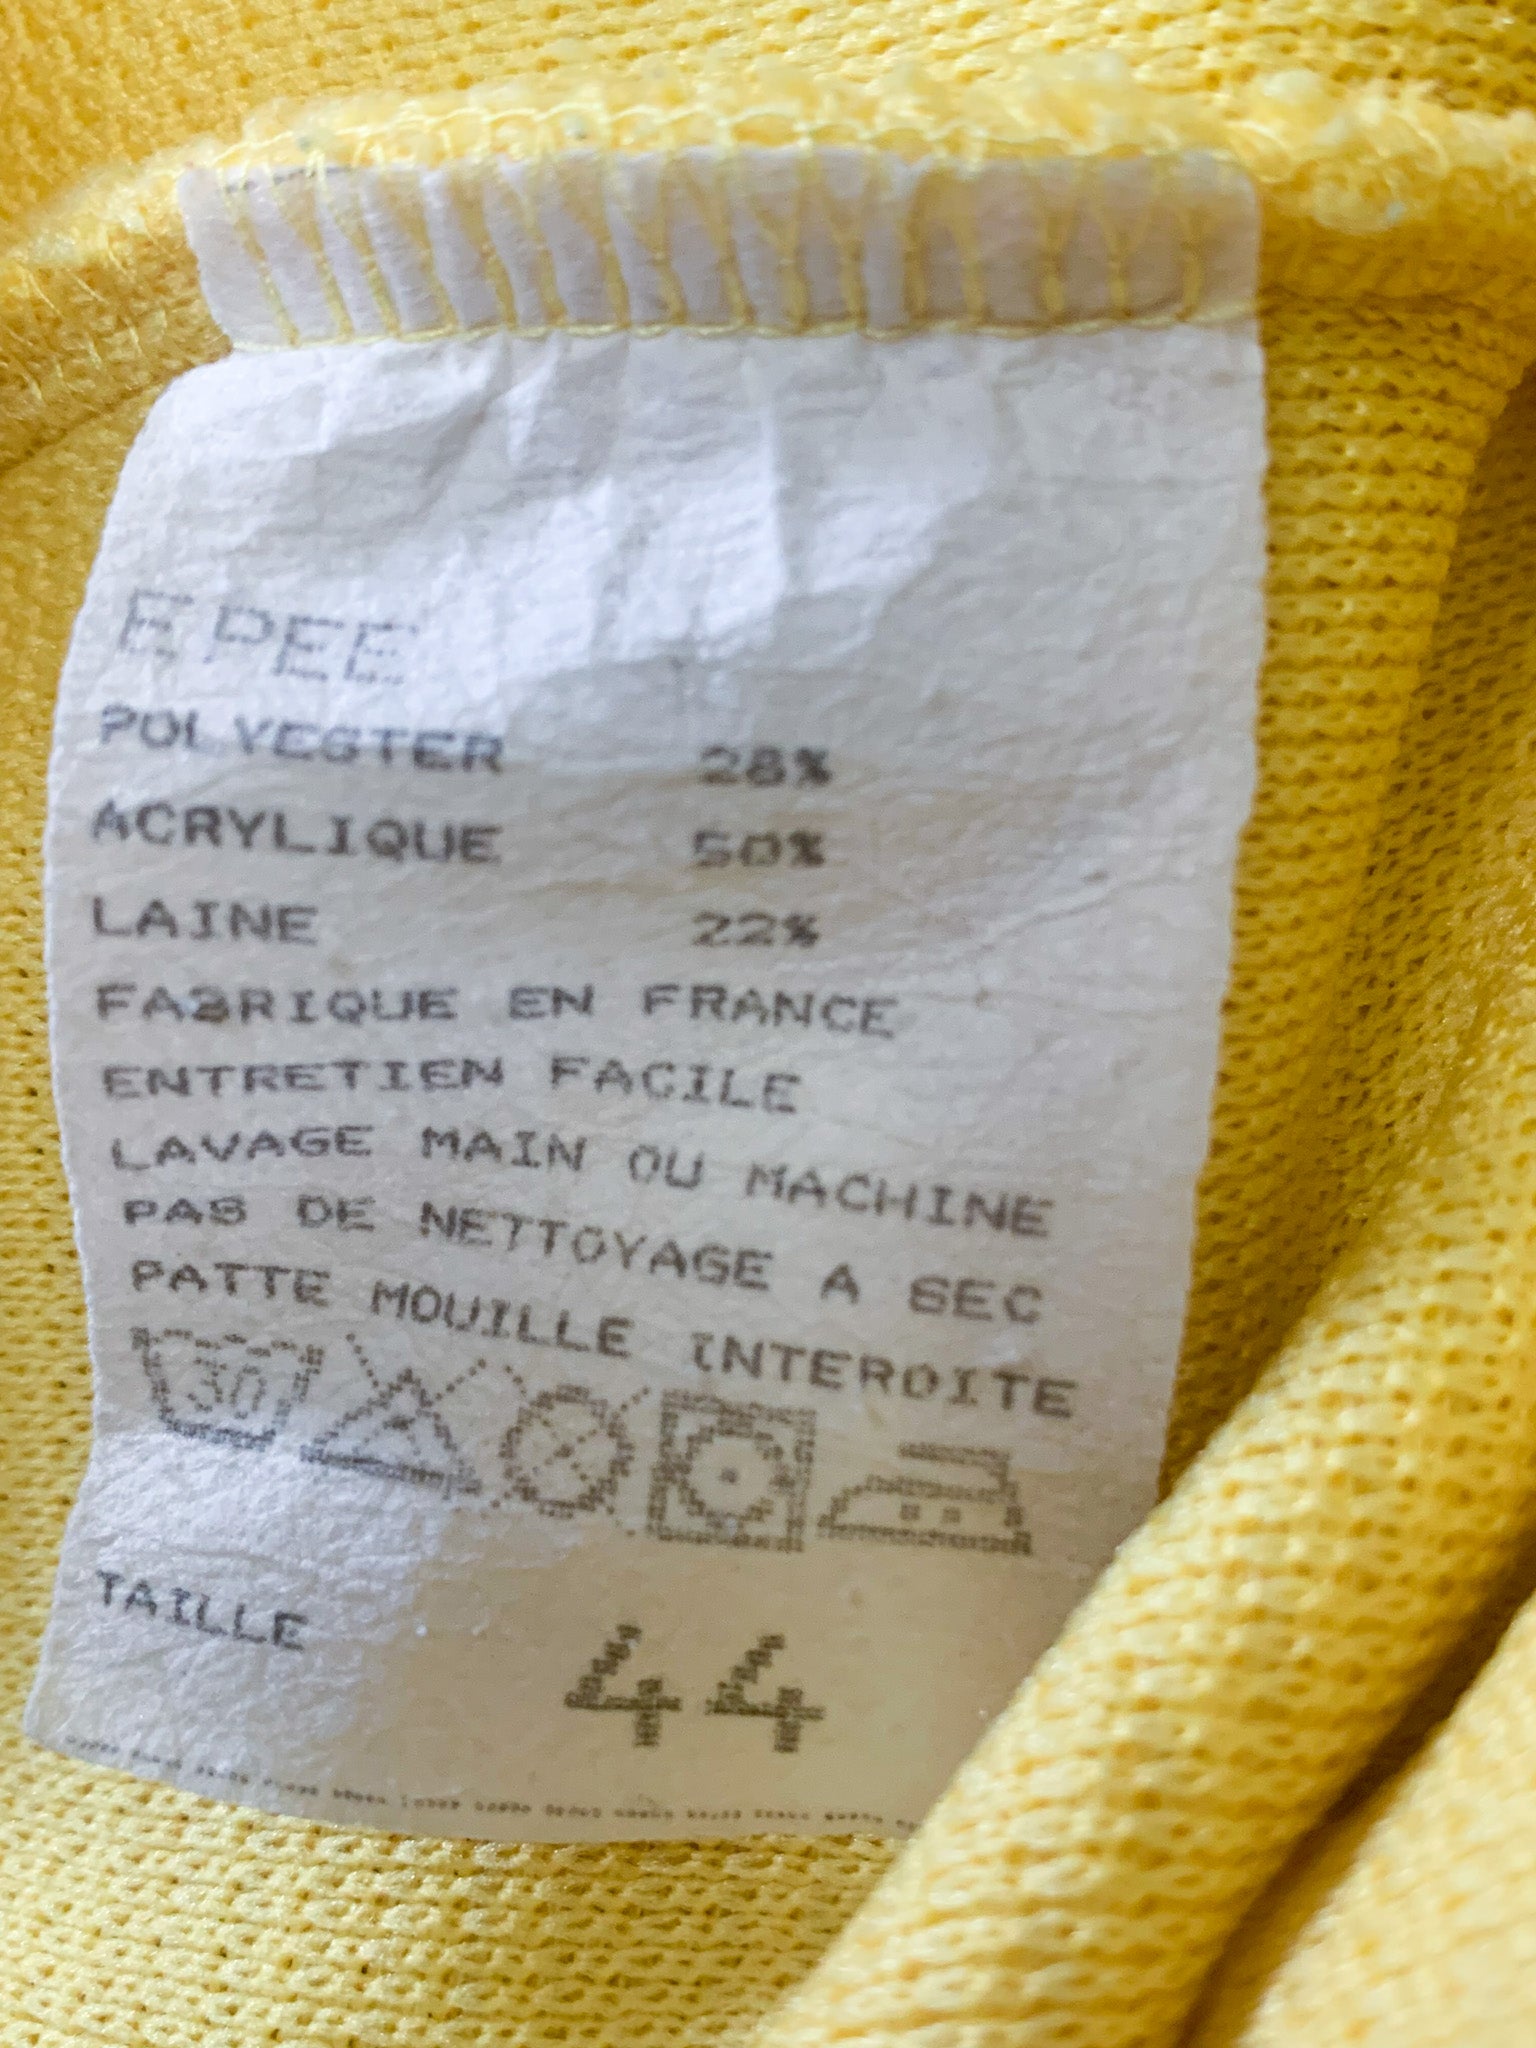 EPEE
POLYESTER 28%
ACRYLIQUE 50%
LAINE 22%
FABRIQUE EN FRANCE
ENTRETIEN FACILE
LAVAGE MAIN OU MACHINE
PAS DE NETTOYAGE A SEC
PATTE MOUILLE INTERDITE
30
TAILLE 44